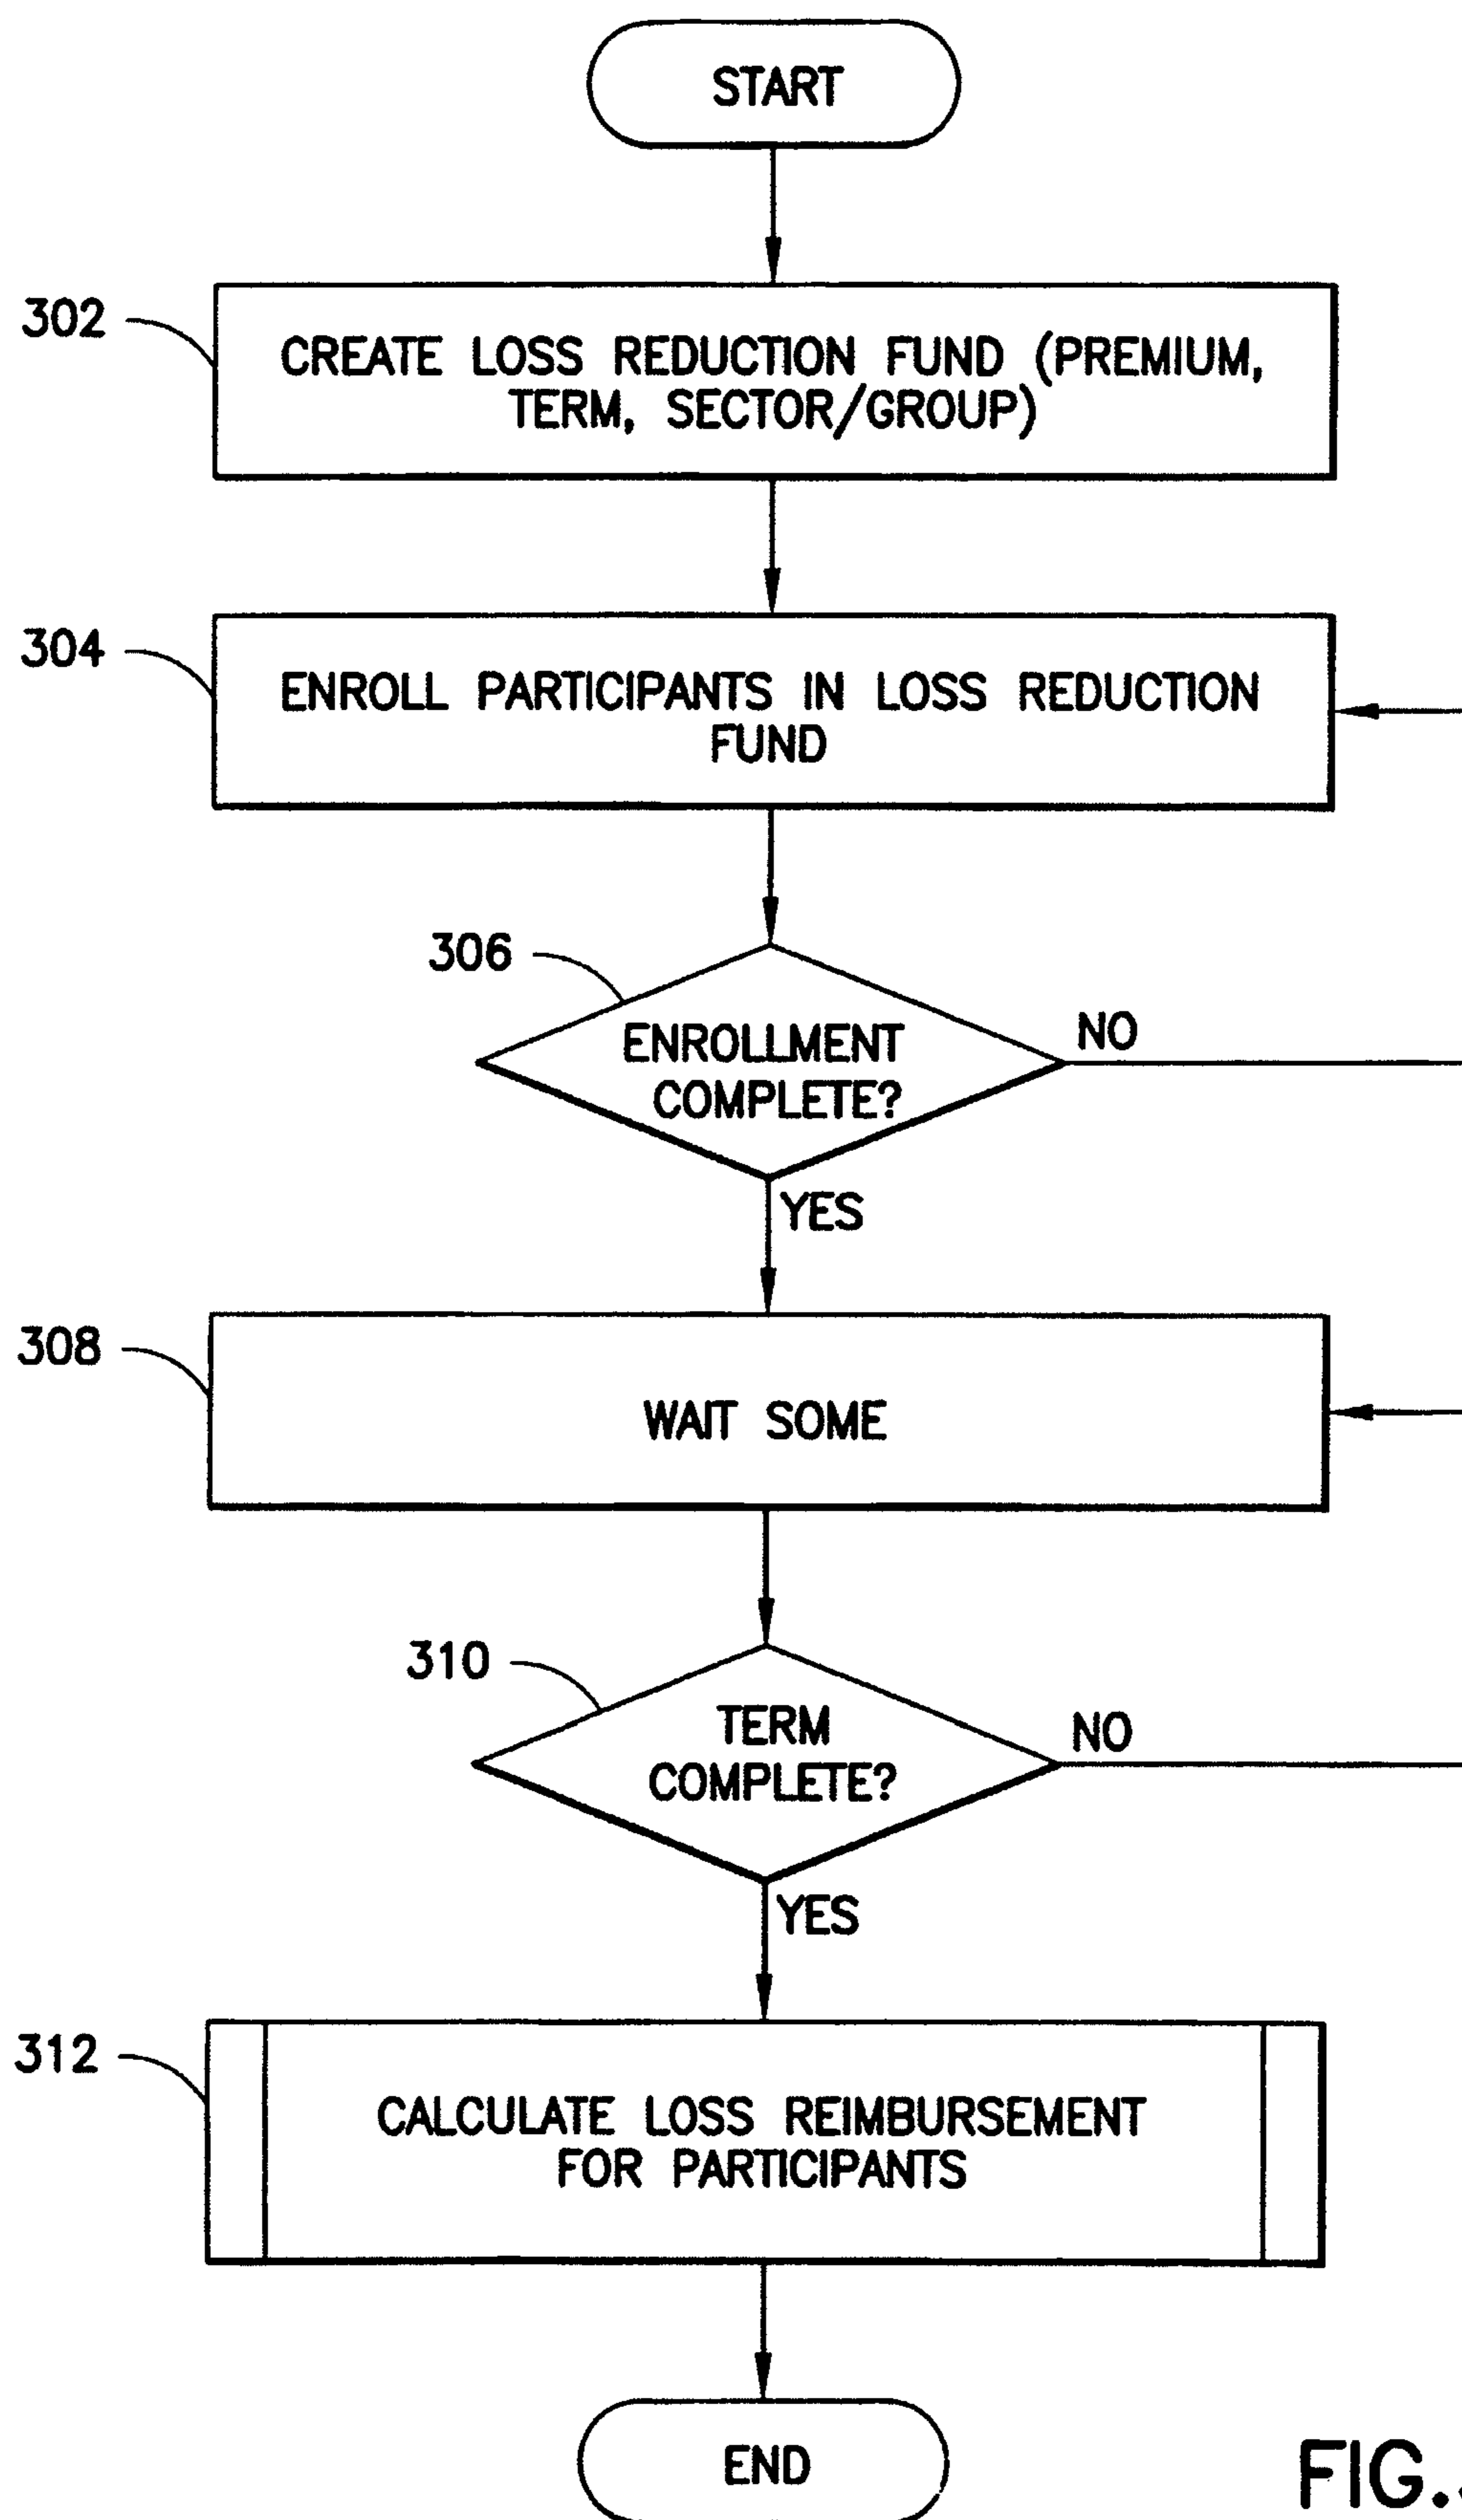 START
302
CREATE LOSS REDUCTION FUND (PREMIUM,
TERM, SECTOR/GROUP)
304
ENROLL PARTICIPANTS IN LOSS REDUCTION
FUND
306
ENROLLMENT
COMPLETE?
NO
YES
308
WAIT SOME
310
TERM
COMPLETE?
NO
YES
312
CALCULATE LOSS REIMBURSEMENT
FOR PARTICIPANTS
END
FIG.